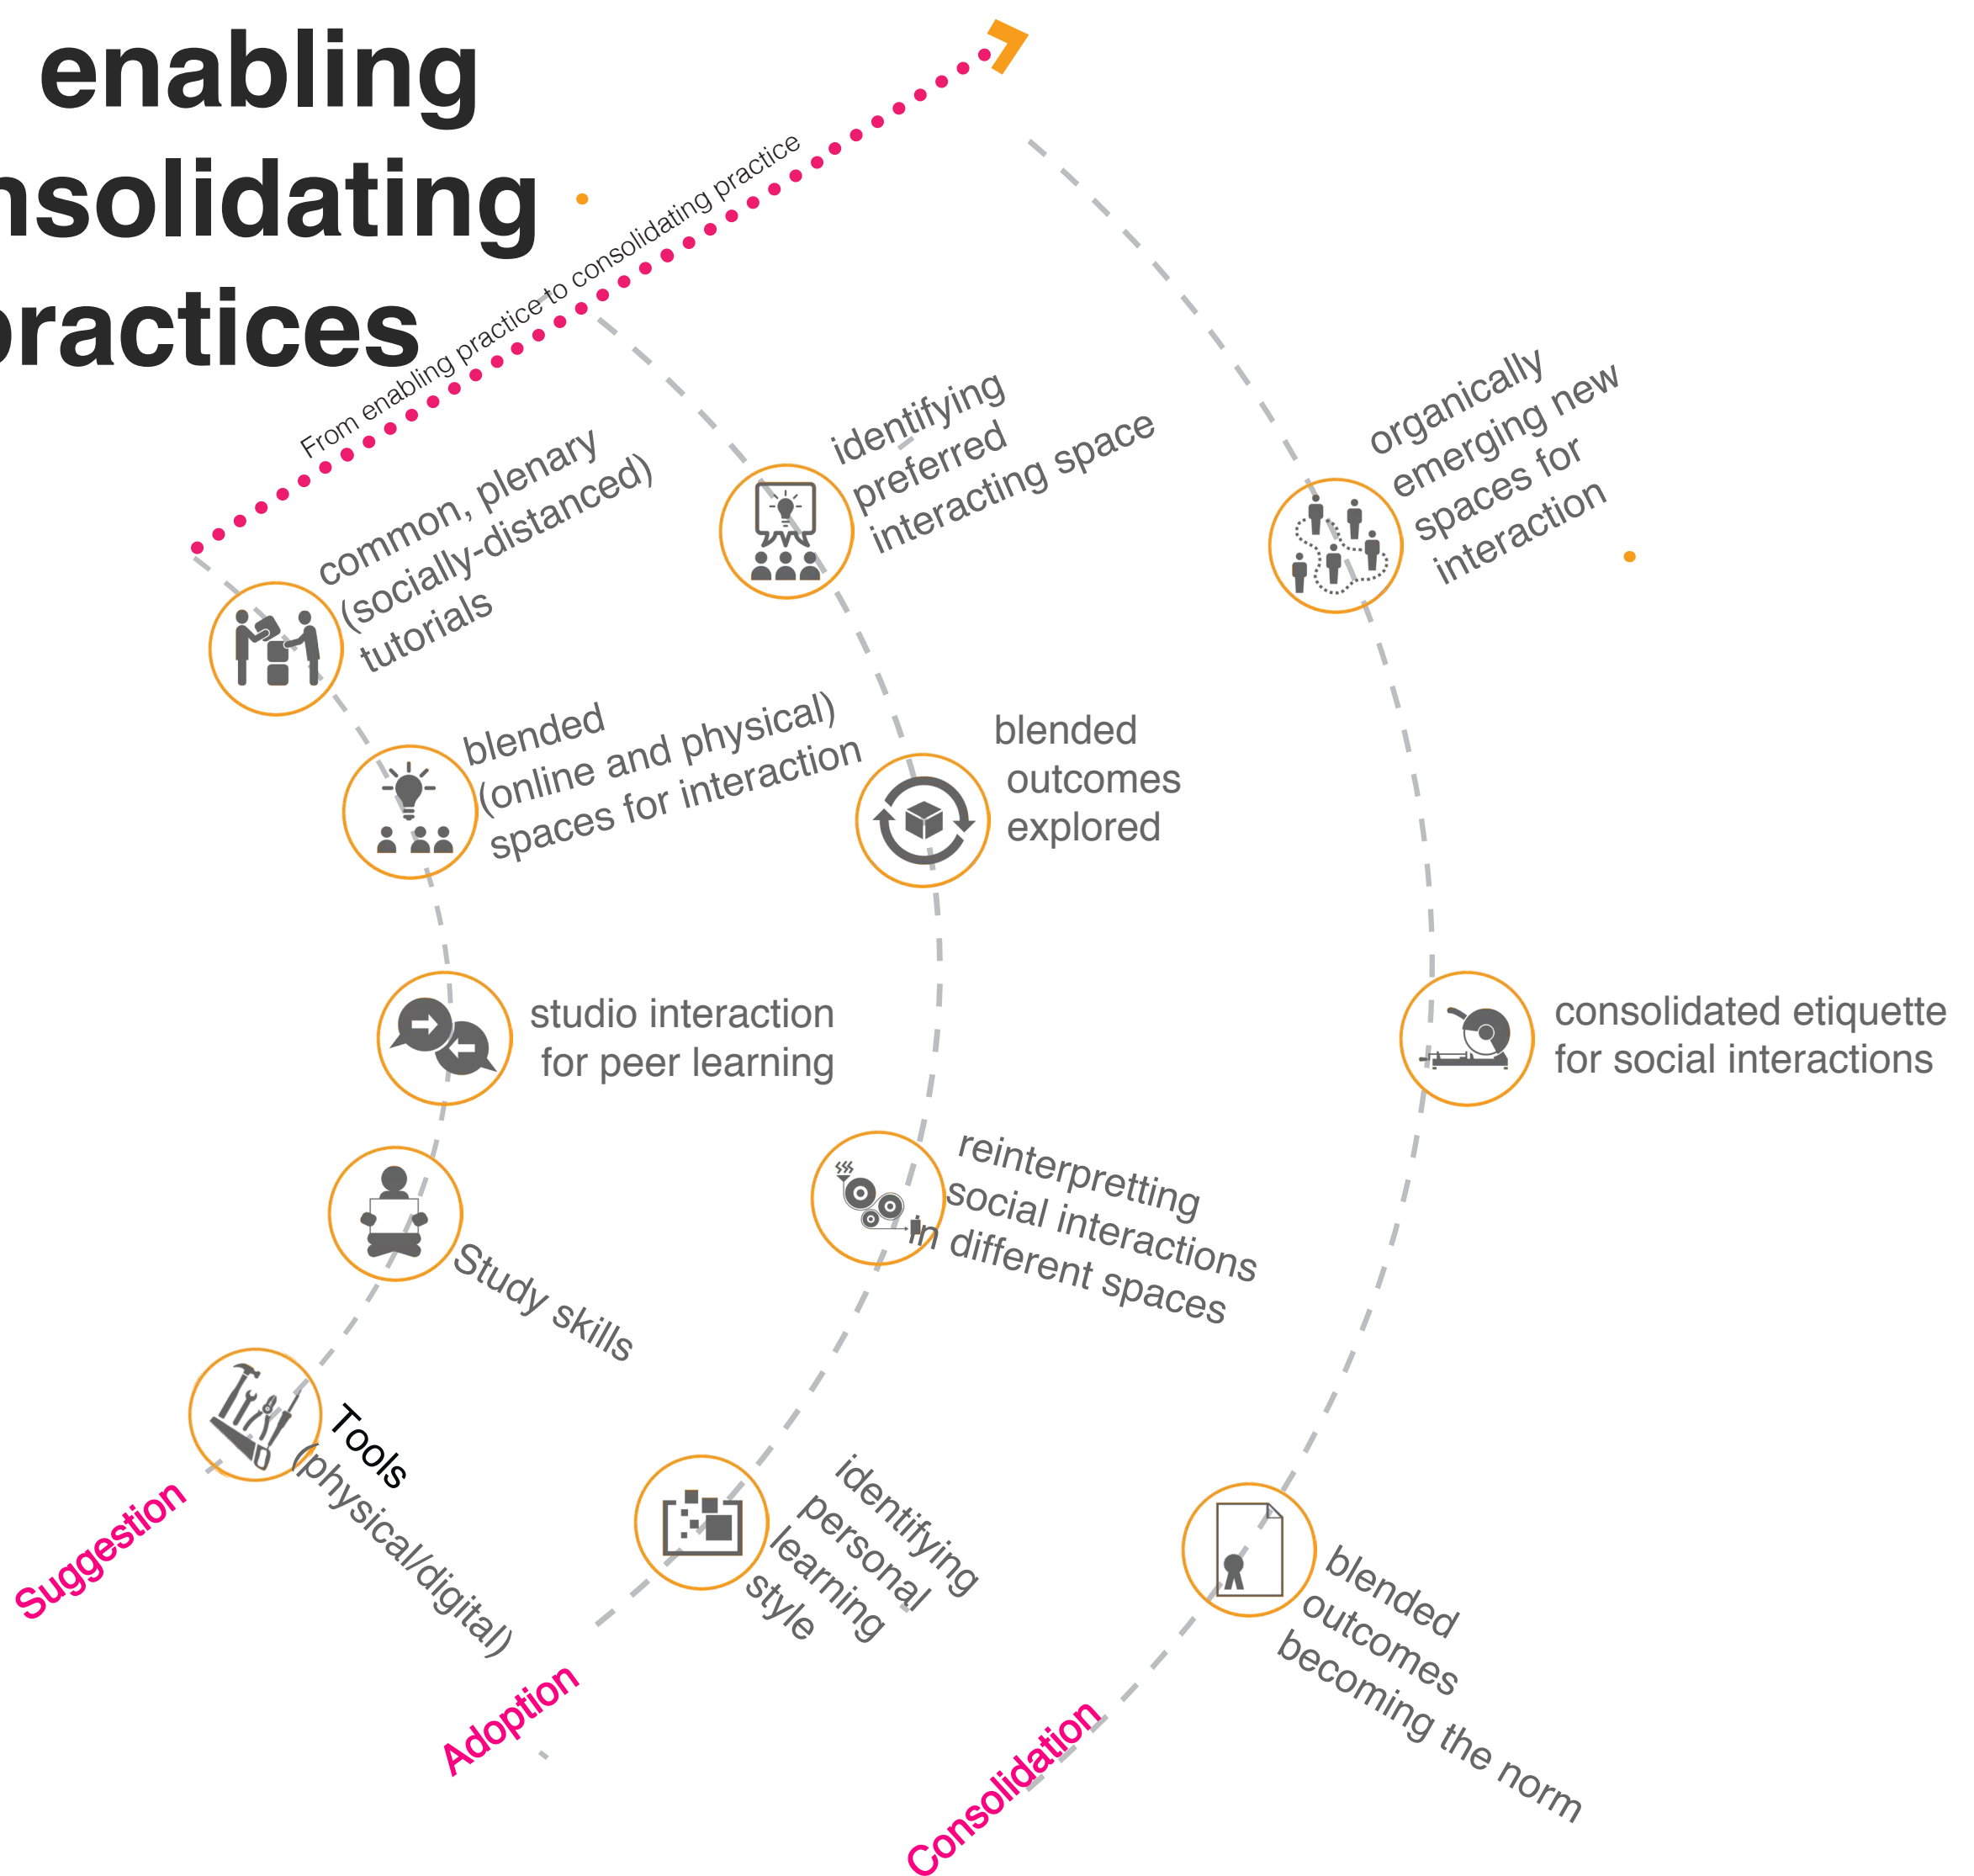 enabling
nsolidating
practices
From enabling practice to consolidating practice
common, plenary
(socially-distanced)
tutorials
blended
(online and physical)
spaces for interaction
studio interaction
for peer learning
Study skills
Tools
(physical/digital)
Suggestion
identifying
preferred
interacting space
blended
outcomes
explored
reinterpretting
social interactions
in different spaces
identifying
personal
learning
style
Adoption
organically
emerging new
spaces for
interaction
consolidated etiquette
for social interactions
blended
outcomes
becoming the norm
Consolidation